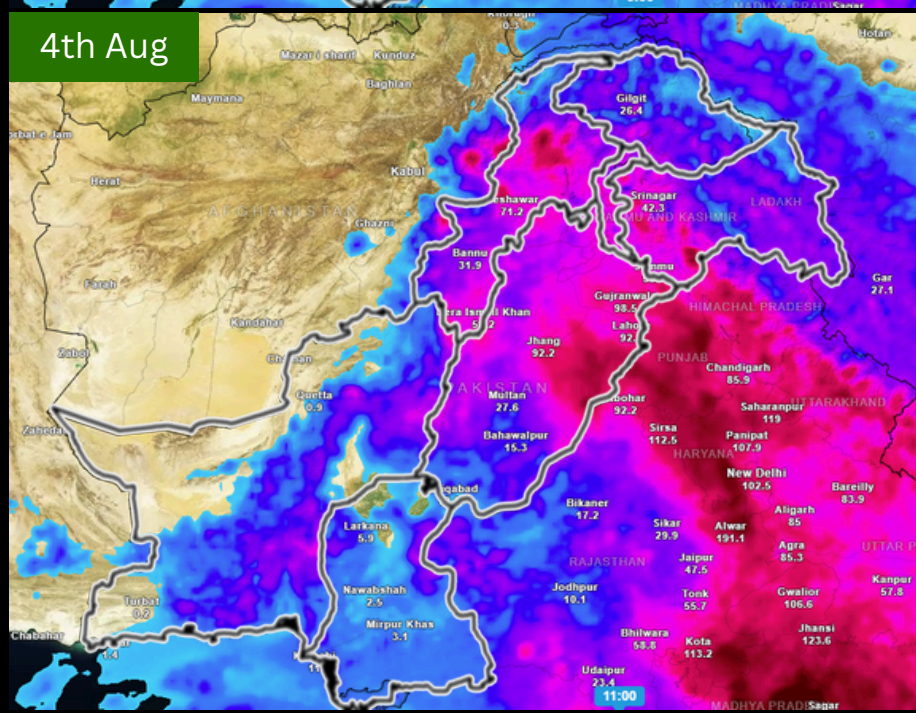 MADHYA PRADESH Sagar
4th Aug
Hotan
Mazar i sharif
Kunduz
Baghlan
Maymana
Gilgit
26.4
Kabul
Herat
AFGHANISTAN
Ghazni
Srinagar
42.3
71.2
LADAKH
Bannu
31.9
Gar
27.1
Farah
Kandahar
HIMACHAL PRADESH
Jhang
92.2
PUNJAB
Chandigarh
85.9
Zabol
Quetta
0.9
PAKISTAN
Multan
27.6
92.2
Saharanpur
119
UTTARAKHAND
Bahawalpur
15.3
Sirsa
112.5
Panipat
107.9
HARYANA
New Delhi
102.5
Bareilly
83.9
Bikaner
17.2
Aligarh
85
Larkana
5.9
Sikar
29.9
Alwar
191.1
Agra
85.3
RAJASTHAN
Jaipur
47.5
Nawabshah
2.5
Jodhpur
10.1
Tonk
55.7
Gwalior
106.6
Kanpur
57.8
Turbat
0.2
Mirpur Khas
3.1
Bhilwara
58.8
Kota
113.2
Jhansi
123.6
Chabahar
Udaipur
23.4
11:00
MADHYA PRADESH Sagar